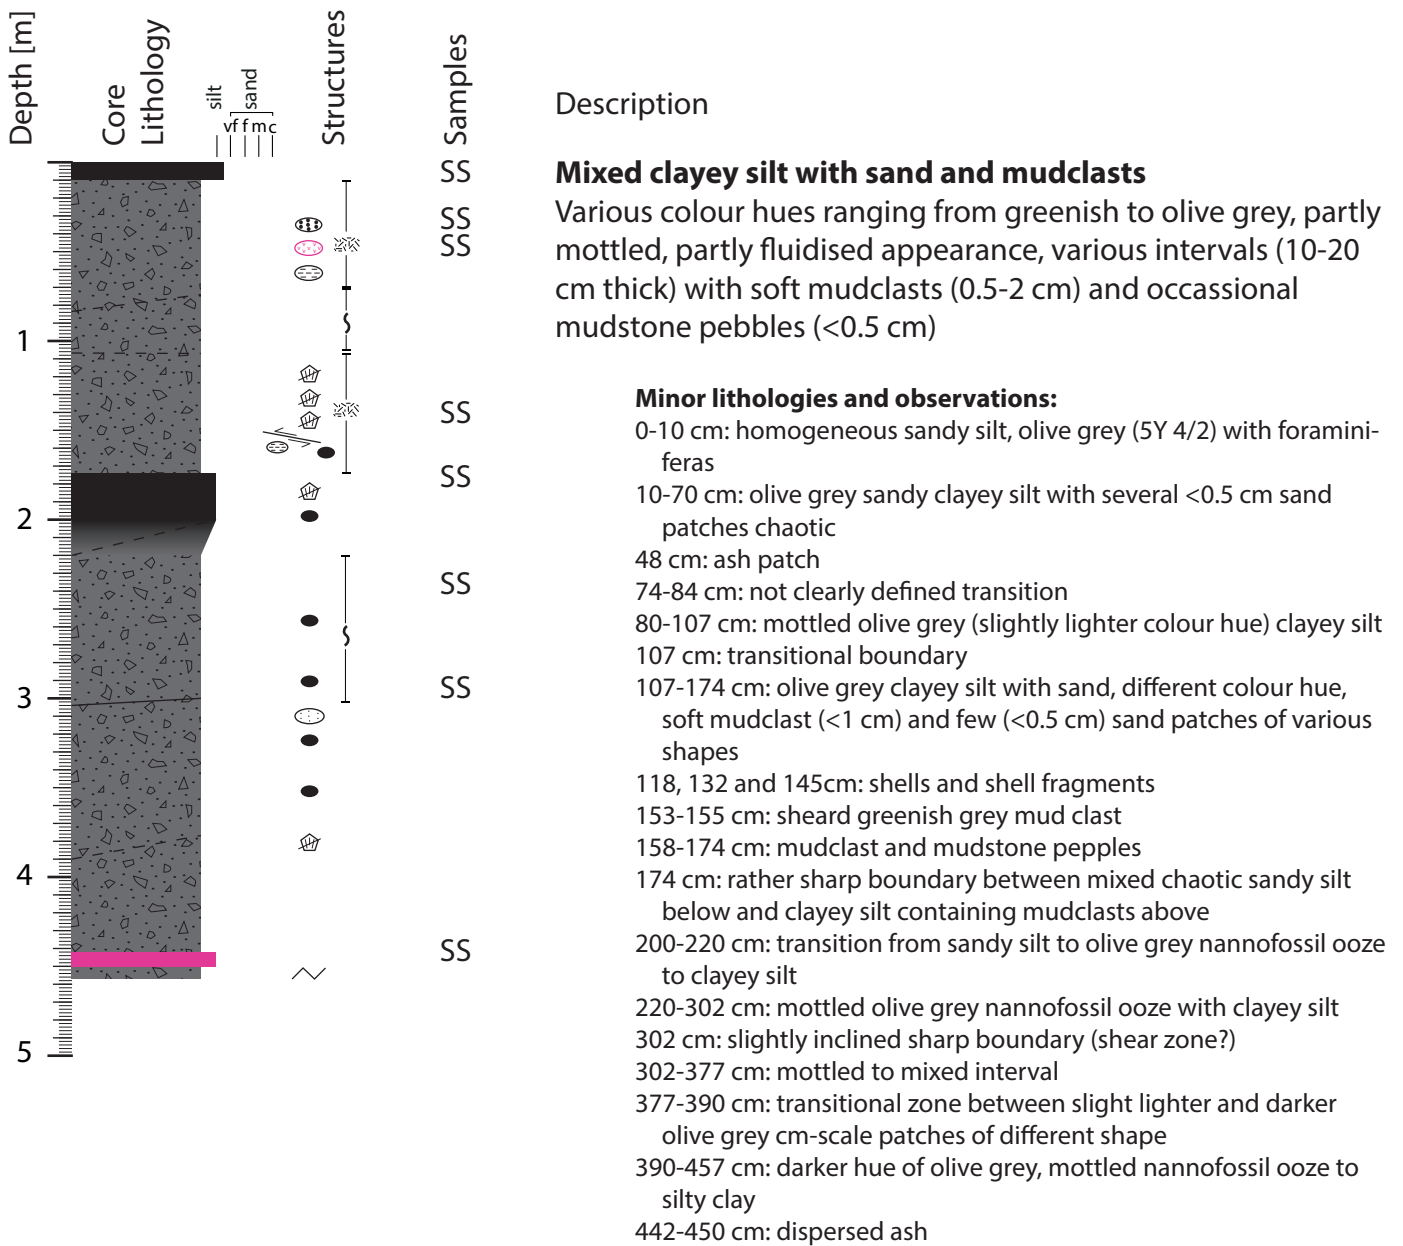 Depth [m]
Core
Lithology
silt
sand
vf f m c
Structures
Samples
Description
SS
SS
SS
SS
SS
SS
SS
SS
1
2
3
4
5
Mixed clayey silt with sand and mudclasts
Various colour hues ranging from greenish to olive grey, partly
mottled, partly fluidised appearance, various intervals (10-20
cm thick) with soft mudclasts (0.5-2 cm) and occassional
mudstone pebbles (<0.5 cm)
Minor lithologies and observations:
0-10 cm: homogeneous sandy silt, olive grey (5Y 4/2) with foramini-
feras
10-70 cm: olive grey sandy clayey silt with several <0.5 cm sand
patches chaotic
48 cm: ash patch
74-84 cm: not clearly defined transition
80-107 cm: mottled olive grey (slightly lighter colour hue) clayey silt
107 cm: transitional boundary
107-174 cm: olive grey clayey silt with sand, different colour hue,
soft mudclast (<1 cm) and few (<0.5 cm) sand patches of various
shapes
118, 132 and 145cm: shells and shell fragments
153-155 cm: sheard greenish grey mud clast
158-174 cm: mudclast and mudstone pepples
174 cm: rather sharp boundary between mixed chaotic sandy silt
below and clayey silt containing mudclasts above
200-220 cm: transition from sandy silt to olive grey nannofossil ooze
to clayey silt
220-302 cm: mottled olive grey nannofossil ooze with clayey silt
302 cm: slightly inclined sharp boundary (shear zone?)
302-377 cm: mottled to mixed interval
377-390 cm: transitional zone between slight lighter and darker
olive grey cm-scale patches of different shape
390-457 cm: darker hue of olive grey, mottled nannofossil ooze to
silty clay
442-450 cm: dispersed ash